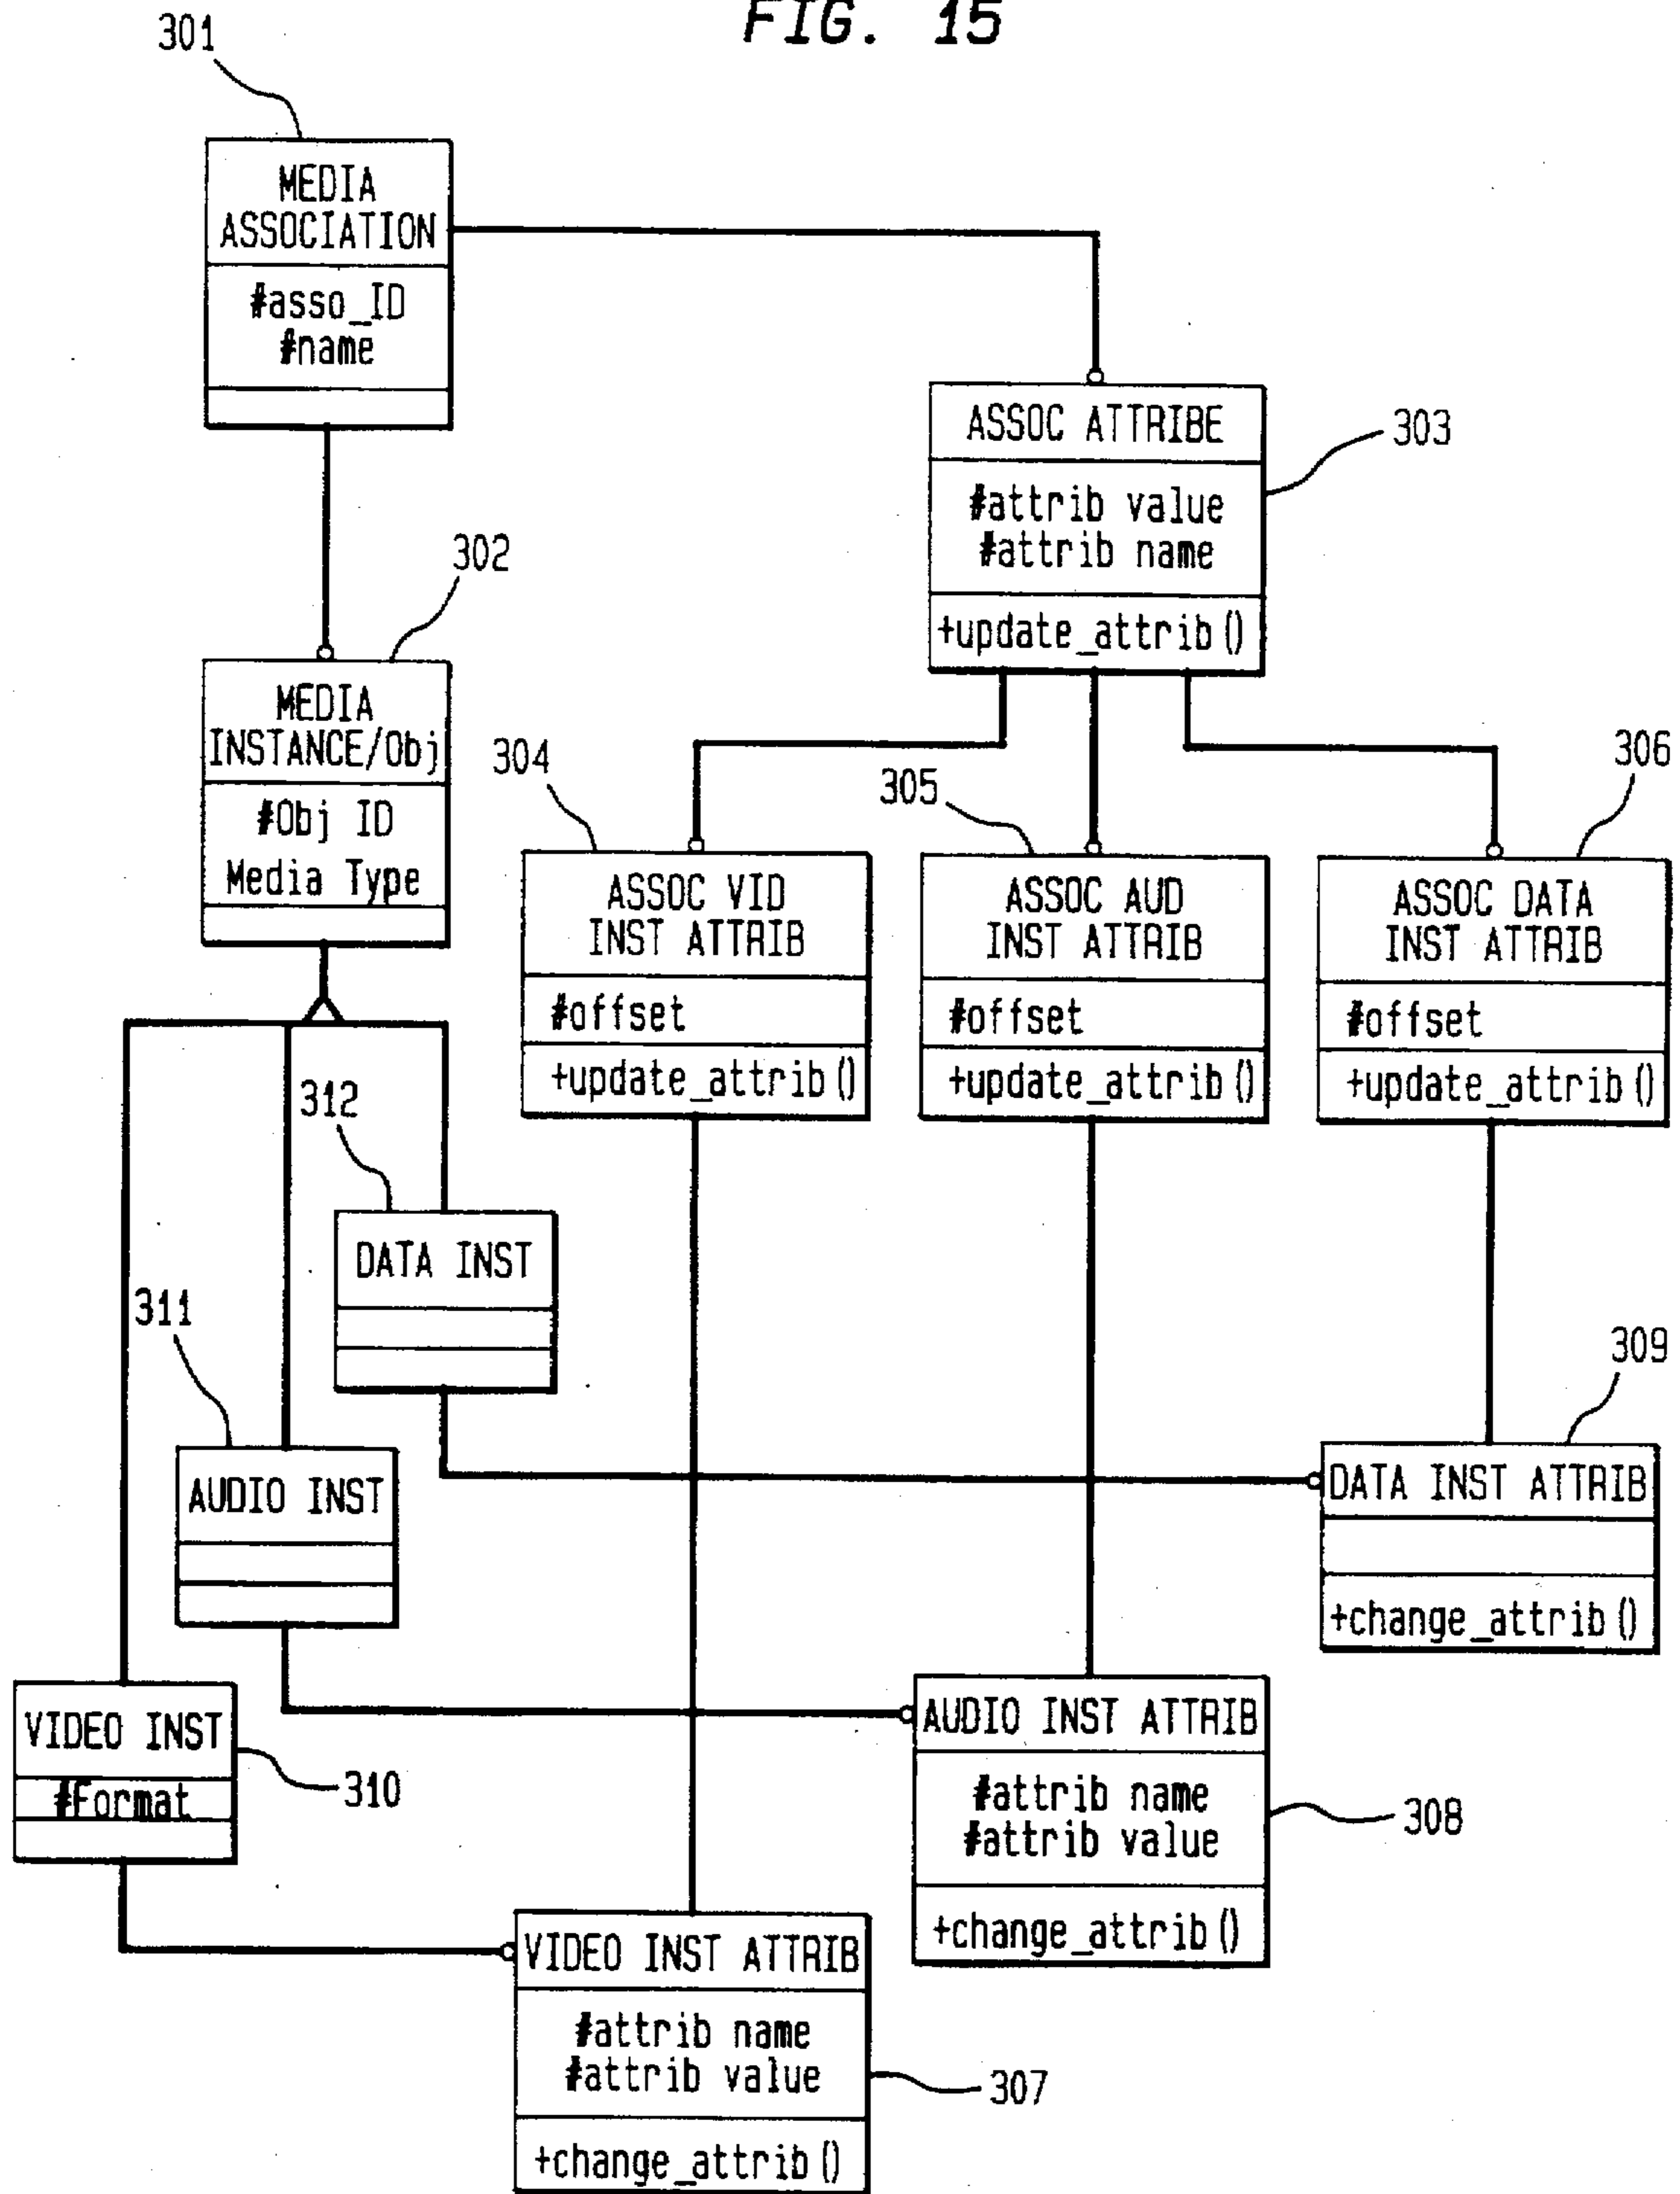 FIG. 15
301
MEDIA
ASSOCIATION
#asso_ID
#name
303
ASSOC ATTRIBE
#attrib value
#attrib name
+update_attrib()
302
MEDIA
INSTANCE/Obj
#Obj ID
Media Type
304
ASSOC VID
INST ATTRIB
#offset
+update_attrib()
305
ASSOC AUD
INST ATTRIB
#offset
+update_attrib()
306
ASSOC DATA
INST ATTRIB
#offset
+update_attrib()
312
DATA INST
311
AUDIO INST
309
DATA INST ATTRIB
+change_attrib()
VIDEO INST
#Format
310
AUDIO INST ATTRIB
#attrib name
#attrib value
+change_attrib()
308
VIDEO INST ATTRIB
#attrib name
#attrib value
+change_attrib()
307